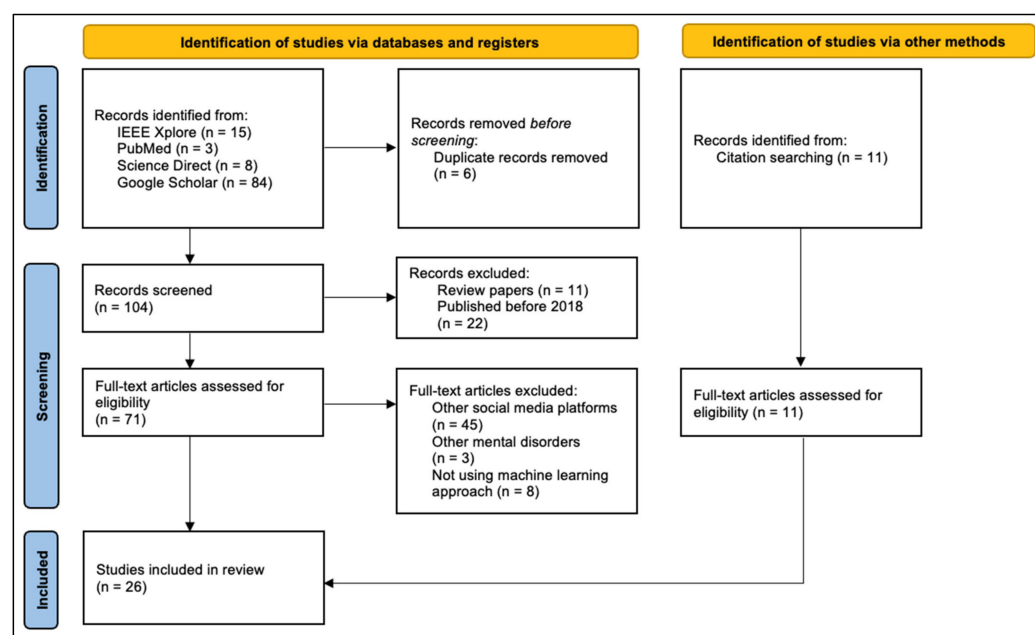 Identification of studies via databases and registers
Identification of studies via other methods
Identification
Records identified from:
IEEE Xplore (n = 15)
PubMed (n = 3)
Science Direct (n = 8)
Google Scholar (n = 84)
Records removed before
screening:
Duplicate records removed
(n = 6)
Records identified from:
Citation searching (n = 11)
Screening
Records screened
(n = 104)
Records excluded:
Review papers (n = 11)
Published before 2018
(n = 22)
Full-text articles assessed for
eligibility
(n = 71)
Full-text articles excluded:
Other social media platforms
(n = 45)
Other mental disorders
(n = 3)
Not using machine learning
approach (n = 8)
Full-text articles assessed for
eligibility (n = 11)
Included
Studies included in review
(n = 26)